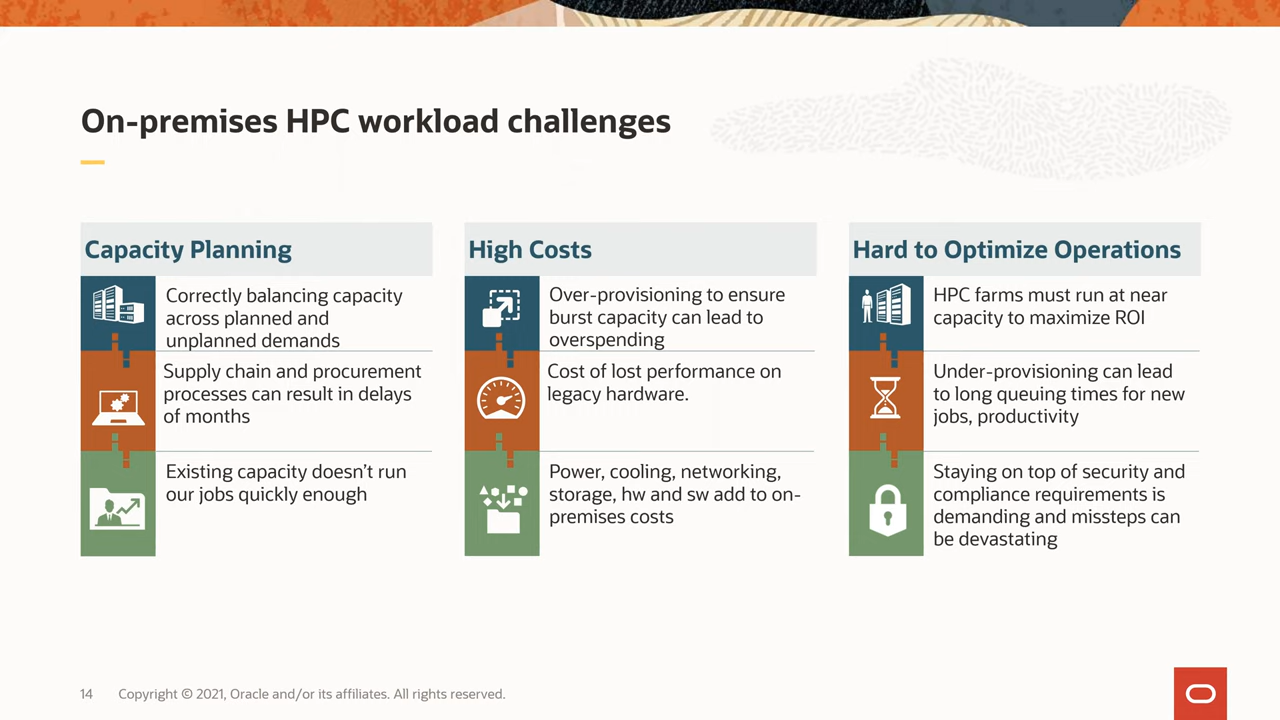 On-premises HPC workload challenges
Capacity Planning
Correctly balancing capacity
across planned and
unplanned demands
Supply chain and procurement
processes can result in delays
of months
Existing capacity doesn’t run
our jobs quickly enough
High Costs
Over-provisioning to ensure
burst capacity can lead to
overspending
Cost of lost performance on
legacy hardware.
Power, cooling, networking,
storage, hw and sw add to on-
premises costs
Hard to Optimize Operations
HPC farms must run at near
capacity to maximize ROI
Under-provisioning can lead
to long queuing times for new
jobs, productivity
Staying on top of security and
compliance requirements is
demanding and missteps can
be devastating
14 Copyright © 2021, Oracle and/or its affiliates. All rights reserved.